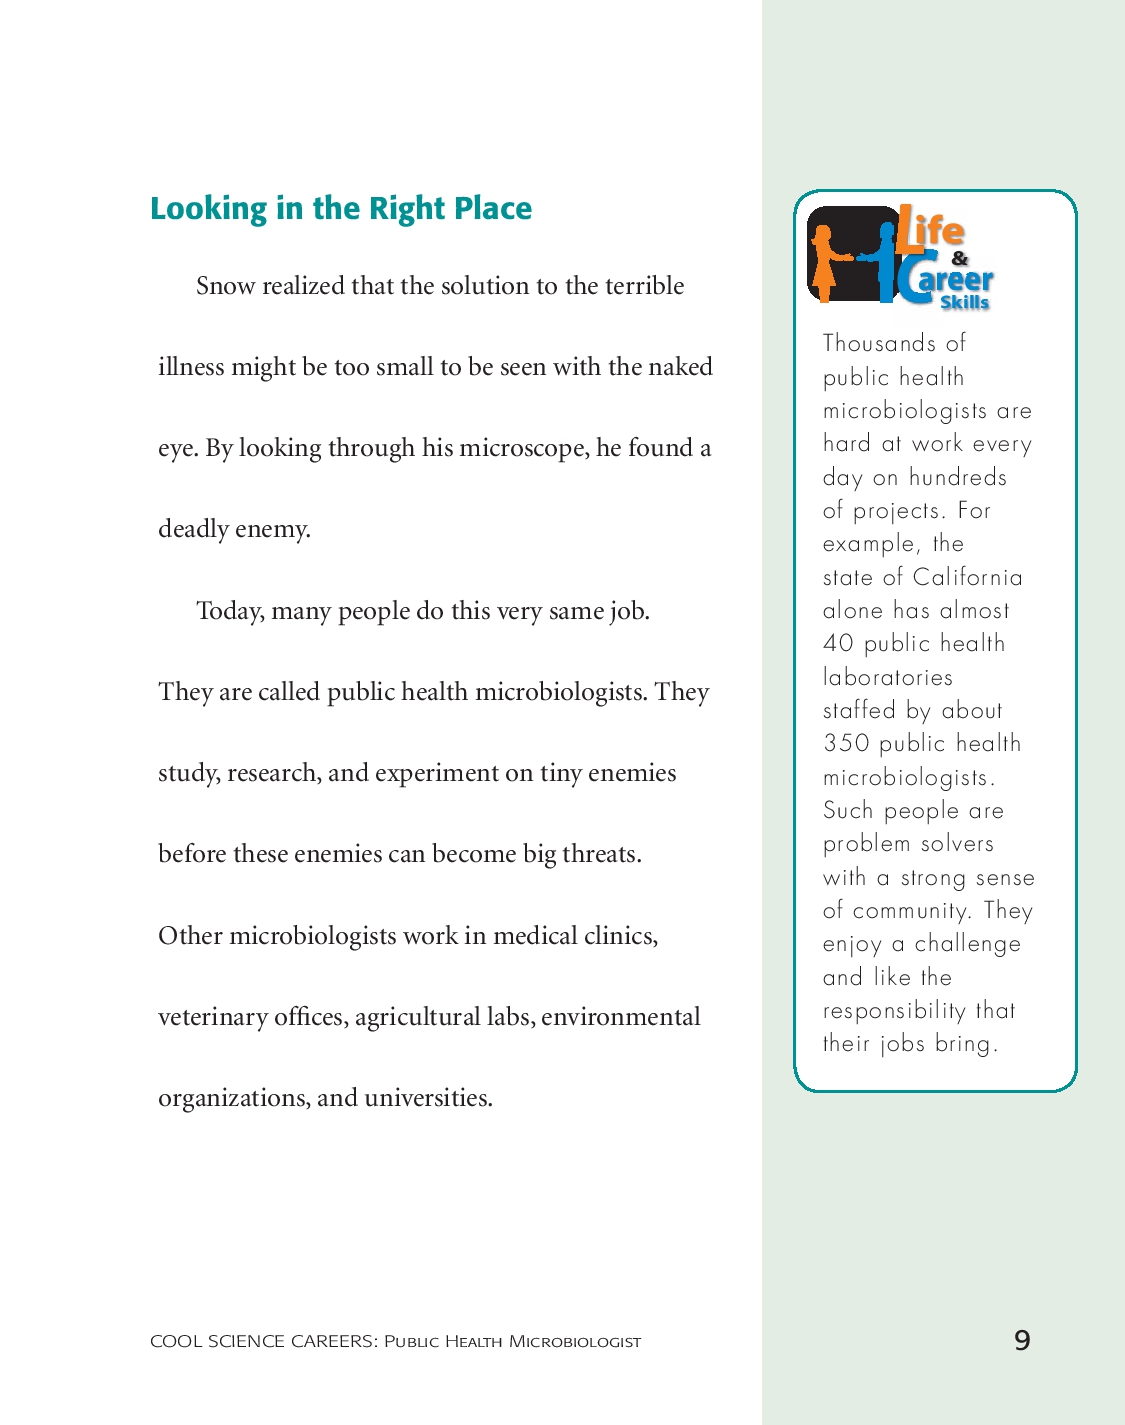 Looking in the Right Place
Snow realized that the solution to the terrible
illness might be too small to be seen with the naked
eye. By looking through his microscope, he found a
deadly enemy.
Today, many people do this very same job.
They are called public health microbiologists. They
study, research, and experiment on tiny enemies
before these enemies can become big threats.
Other microbiologists work in medical clinics,
veterinary offices, agricultural labs, environmental
organizations, and universities.
Life
&
Career
Skills
Thousands of
public health
microbiologists are
hard at work every
day on hundreds
of projects. For
example, the
state of California
alone has almost
40 public health
laboratories
staffed by about
350 public health
microbiologists.
Such people are
problem solvers
with a strong sense
of community. They
enjoy a challenge
and like the
responsibility that
their jobs bring.
COOL SCIENCE CAREERS: Public Health Microbiologist
9